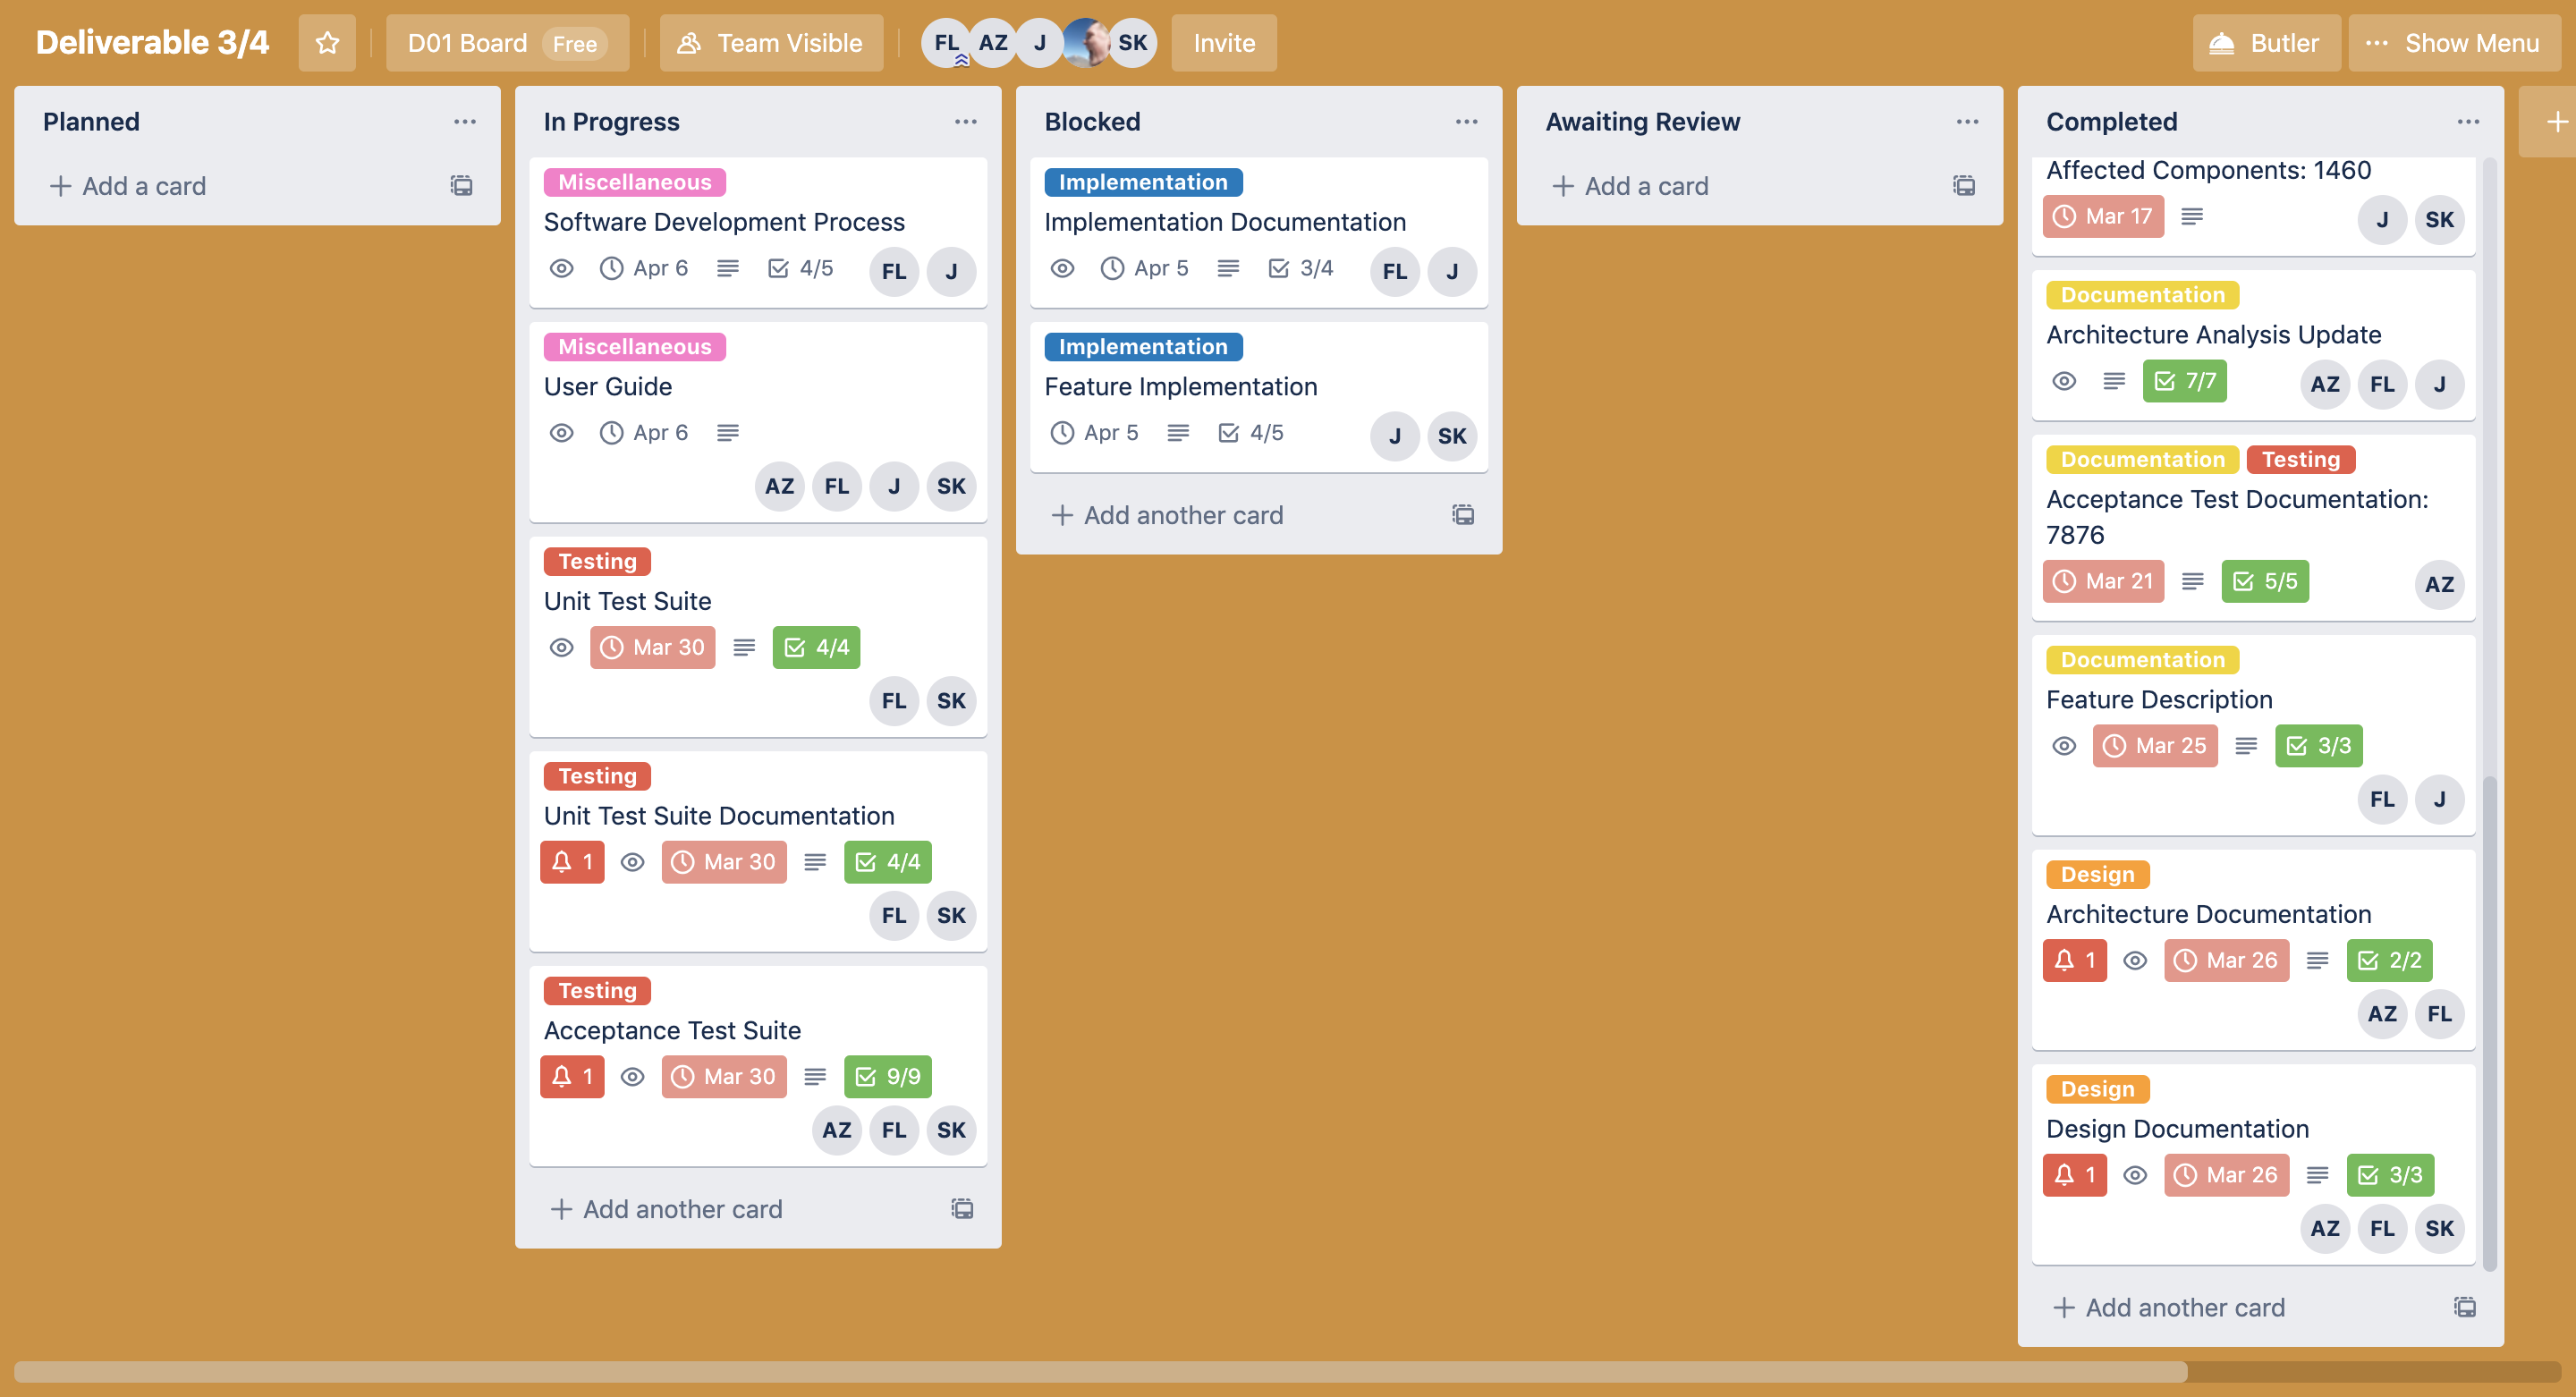 Deliverable 3/4
D01 Board Free
Team Visible
FL AZ J SK
Invite
Butler
Show Menu
Planned
Add a card
In Progress
Miscellaneous
Software Development Process
Apr 6 4/5 FL J
Miscellaneous
User Guide
Apr 6
AZ FL J SK
Testing
Unit Test Suite
Mar 30 4/4
FL SK
Testing
Unit Test Suite Documentation
1 Mar 30 4/4
FL SK
Testing
Acceptance Test Suite
1 Mar 30 9/9
AZ FL SK
Add another card
Blocked
Implementation
Implementation Documentation
Apr 5 3/4 FL J
Implementation
Feature Implementation
Apr 5 4/5 J SK
Add another card
Awaiting Review
Add a card
Completed
Affected Components: 1460
Mar 17 J SK
Documentation
Architecture Analysis Update
7/7 AZ FL J
Documentation Testing
Acceptance Test Documentation:
7876
Mar 21 5/5 AZ
Documentation
Feature Description
Mar 25 3/3
FL J
Design
Architecture Documentation
1 Mar 26 2/2
AZ FL
Design
Design Documentation
1 Mar 26 3/3
AZ FL SK
Add another card